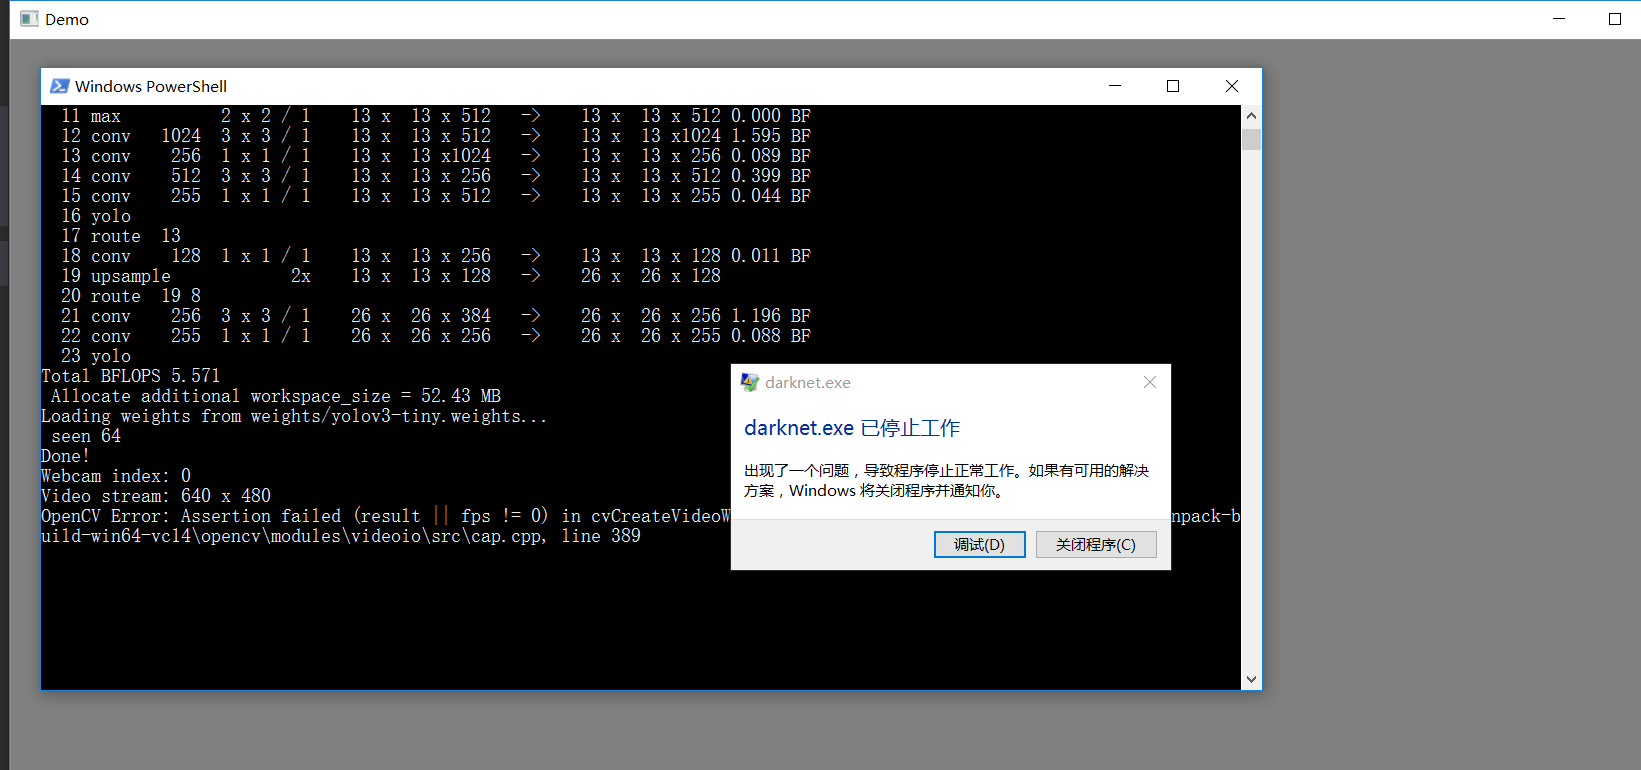 Demo
Windows PowerShell
11 max 2 x 2 / 1 13 x 13 x 512 -> 13 x 13 x 512 0.000 BF
12 conv 1024 3 x 3 / 1 13 x 13 x 512 -> 13 x 13 x1024 1.595 BF
13 conv 256 1 x 1 / 1 13 x 13 x1024 -> 13 x 13 x 256 0.089 BF
14 conv 512 3 x 3 / 1 13 x 13 x 256 -> 13 x 13 x 512 0.399 BF
15 conv 255 1 x 1 / 1 13 x 13 x 512 -> 13 x 13 x 255 0.044 BF
16 yolo
17 route 13
18 conv 128 1 x 1 / 1 13 x 13 x 256 -> 13 x 13 x 128 0.011 BF
19 upsample 2x 13 x 13 x 128 -> 26 x 26 x 128
20 route 19 8
21 conv 256 3 x 3 / 1 26 x 26 x 384 -> 26 x 26 x 256 1.196 BF
22 conv 255 1 x 1 / 1 26 x 26 x 256 -> 26 x 26 x 255 0.088 BF
23 yolo
Total BFLOPS 5.571
Allocate additional workspace_size = 52.43 MB
Loading weights from weights/yolov3-tiny.weights...
seen 64
Done!
Webcam index: 0
Video stream: 640 x 480
OpenCV Error: Assertion failed (result || fps != 0) in cvCreateVideoW npack-b
uild-win64-vc14\opencv\modules\videoio\src\cap.cpp, line 389
darknet.exe
darknet.exe 已停止工作
出现了一个问题，导致程序停止正常工作。如果有可用的解决
方案，Windows 将关闭程序并通知你。
调试(D) 关闭程序(C)